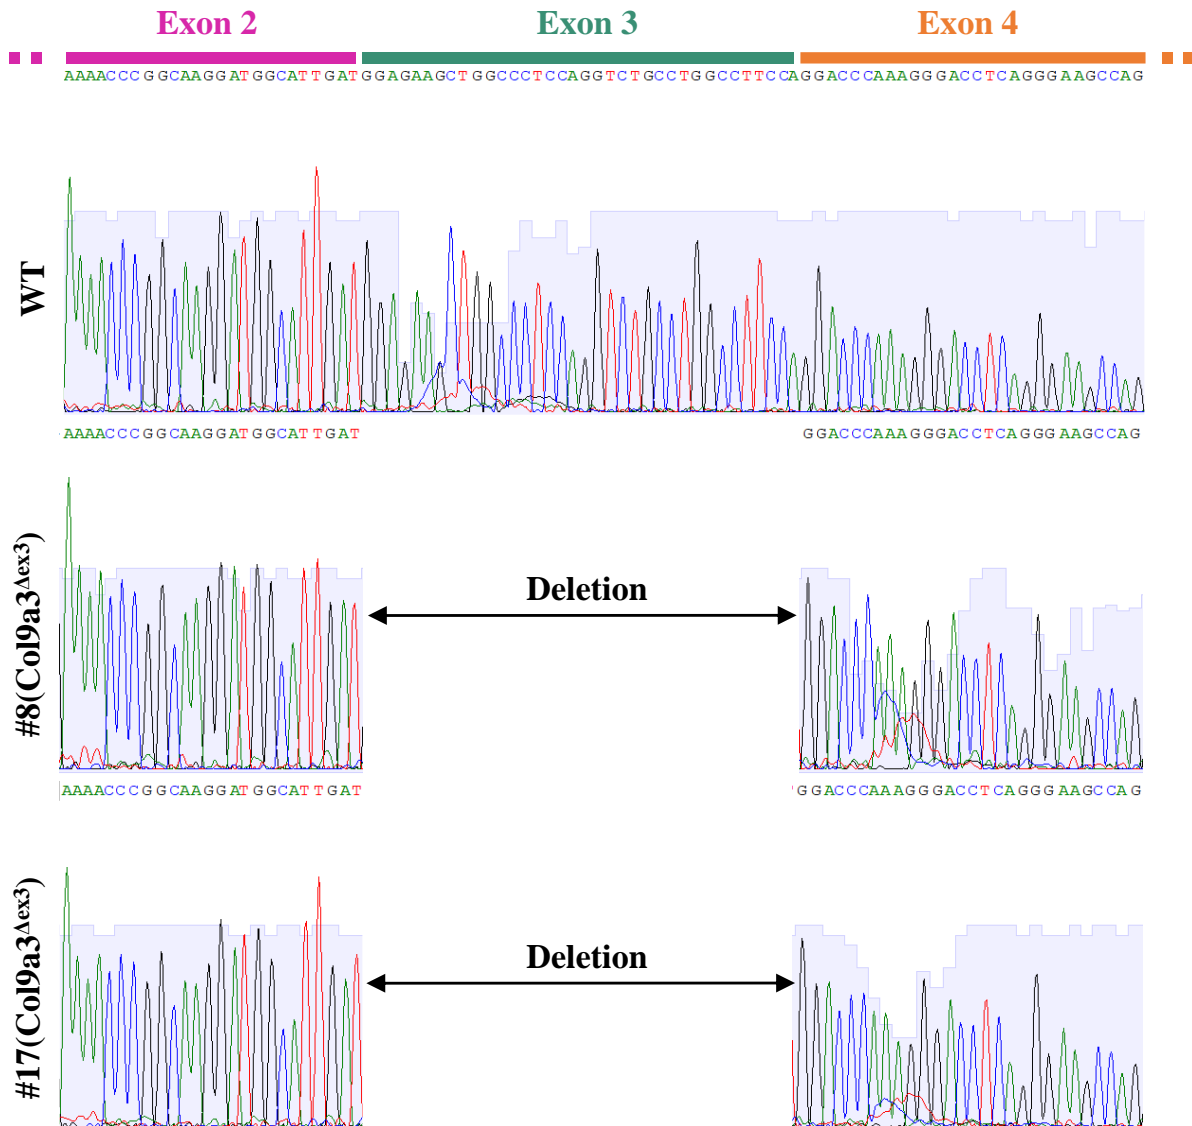 Exon 2 Exon 3 Exon 4
AAAACCCGGCAAGGATGGCATTGATGGAGAAGCTGGCCCTCCAGGTCTGCCTGGCCTTCCAGGACCCAAAGGGACCTCAGGGAAGCCAG
WT
AAAACCCGGCAAGGATGGCATTGAT GGACCCAAAGGGACCTCAGGGAAGCCAG
#8(Col9a3Δex3)
Deletion
AAAACCCGGCAAGGATGGCATTGAT GGACCCAAAGGGACCTCAGGGAAGCCAG
#17(Col9a3Δex3)
Deletion